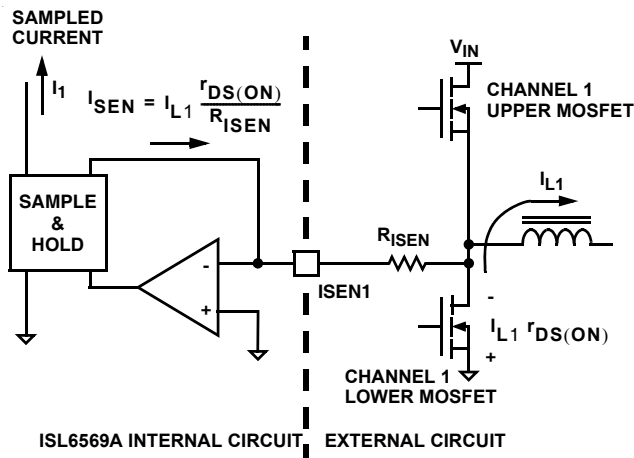 SAMPLED
CURRENT
I1
ISEN = IL1 rDS(ON) / RISEN
SAMPLE
&
HOLD
-
+
ISEN1
RISEN
VIN
CHANNEL 1
UPPER MOSFET
IL1
-
IL1 rDS(ON)
+
CHANNEL 1
LOWER MOSFET
ISL6569A INTERNAL CIRCUIT
EXTERNAL CIRCUIT